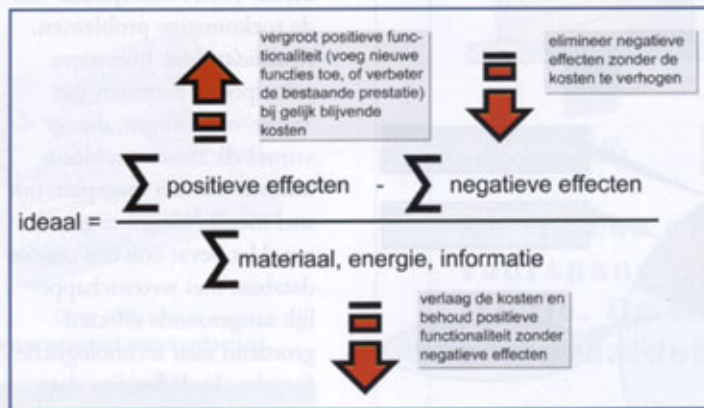 vergroot positieve func-
tionaliteit (voeg nieuwe
functies toe, of verbeter
de bestaande prestatie)
bij gelijk blijvende
kosten
elimineer negatieve
effecten zonder de
kosten te verhogen
ideaal =
∑ positieve effecten - ∑ negatieve effecten
∑ materiaal, energie, informatie
verlaag de kosten en
behoud positieve
functionaliteit zonder
negatieve effecten